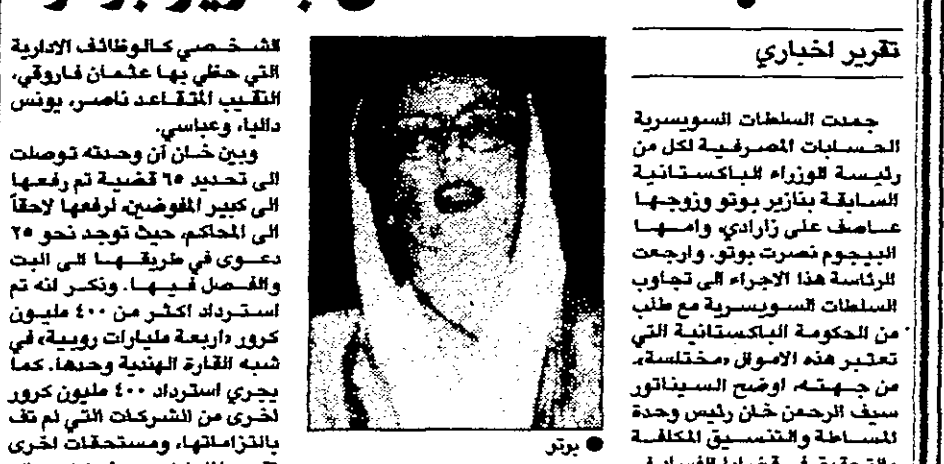 تقرير اخباري
جمدت السلطات السويسرية
الحسابات المصرفية لكل من
رئيسة الوزراء الباكستانية
السابقة بنازير بوتو وزوجها
عاصف علي زارادي، وامها
البيجوم نصرت بوتو. وارجعت
الرئاسة هذا الاجراء الى تجاوب
السلطات السويسرية مع طلب
من الحكومة الباكستانية التي
تعتبر هذه الاموال «مختلسة».
من جهته، اوضح السيناتور
سيف الرحمن خان رئيس وحدة
المساءلة والتنسيق المكلفة
● بوتو
الشخصي كالوظائف الادارية
التي حظي بها عثمان فاروقي،
النقيب المتقاعد ناصر، يونس
داليا، وعباسي.
وبين خان أن وحدته توصلت
الى تحديد ٦٥ قضية تم رفعها
الى كبير المفوضين، لرفعها لاحقاً
الى المحاكم، حيث توجد نحو ٢٥
دعوى في طريقها الى البت
والفصل فيها. وذكر انه تم
استرداد اكثر من ٤٠٠ مليون
كرور «اربعة مليارات روبية» في
شبه القارة الهندية وحدها. كما
يجري استرداد ٤٠٠ مليون كرور
اخرى من الشركات التي لم تف
بالتزاماتها، ومستحقات اخرى